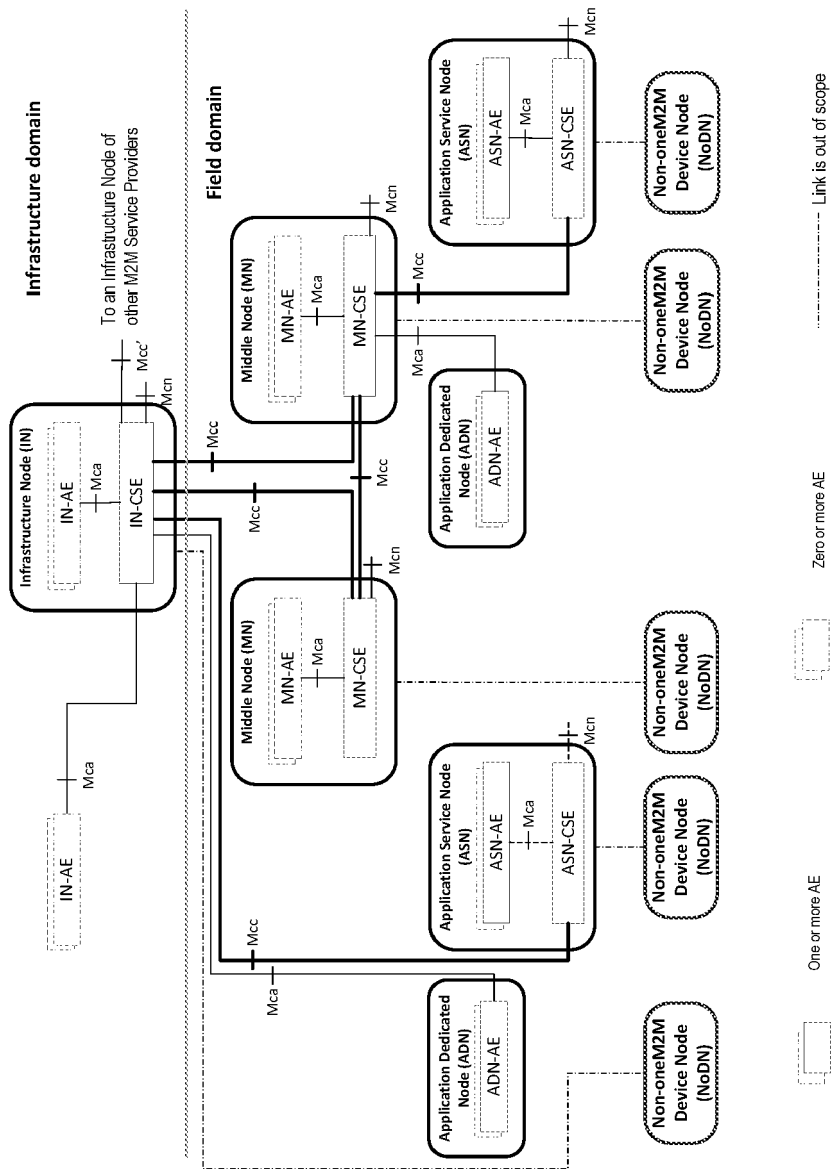 Infrastructure domain
Infrastructure Node (IN)
IN-AE
Mca
IN-CSE
Mcc'
Mcn
To an Infrastructure Node of
other M2M Service Providers
IN-AE
Mca
Field domain
Mcc
Mcc
Mcc
Middle Node (MN)
MN-AE
Mca
MN-CSE
Mcn
Middle Node (MN)
MN-AE
Mca
MN-CSE
Mcn
Mcc
Mca
Mca
Mcc
Application Dedicated
Node (ADN)
ADN-AE
Application Service Node
(ASN)
ASN-AE
Mca
ASN-CSE
Mcn
Application Dedicated
Node (ADN)
ADN-AE
Application Service Node
(ASN)
ASN-AE
Mca
ASN-CSE
Mcn
Non-oneM2M
Device Node
(NoDN)
Non-oneM2M
Device Node
(NoDN)
Non-oneM2M
Device Node
(NoDN)
Non-oneM2M
Device Node
(NoDN)
Non-oneM2M
Device Node
(NoDN)
One or more AE
Zero or more AE
Link is out of scope